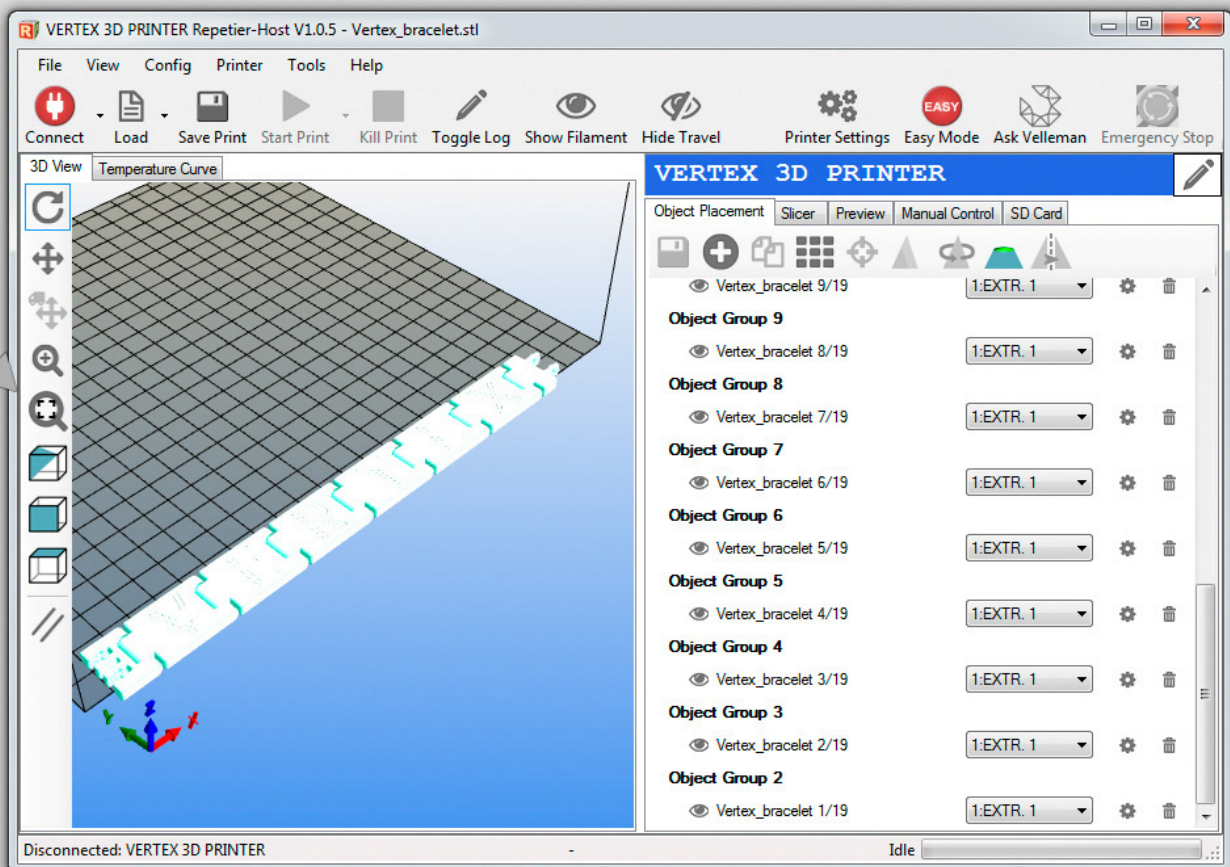 VERTEX 3D PRINTER Repetier-Host V1.0.5 - Vertex_bracelet.stl
File View Config Printer Tools Help
Connect Load Save Print Start Print Kill Print Toggle Log Show Filament Hide Travel Printer Settings EASY Easy Mode Ask Velleman Emergency Stop
3D View Temperature Curve
VERTEX 3D PRINTER
Object Placement Slicer Preview Manual Control SD Card
Vertex_bracelet 9/19 1:EXTR. 1
Object Group 9
Vertex_bracelet 8/19 1:EXTR. 1
Object Group 8
Vertex_bracelet 7/19 1:EXTR. 1
Object Group 7
Vertex_bracelet 6/19 1:EXTR. 1
Object Group 6
Vertex_bracelet 5/19 1:EXTR. 1
Object Group 5
Vertex_bracelet 4/19 1:EXTR. 1
Object Group 4
Vertex_bracelet 3/19 1:EXTR. 1
Object Group 3
Vertex_bracelet 2/19 1:EXTR. 1
Object Group 2
Vertex_bracelet 1/19 1:EXTR. 1
Y Z X
Disconnected: VERTEX 3D PRINTER - Idle